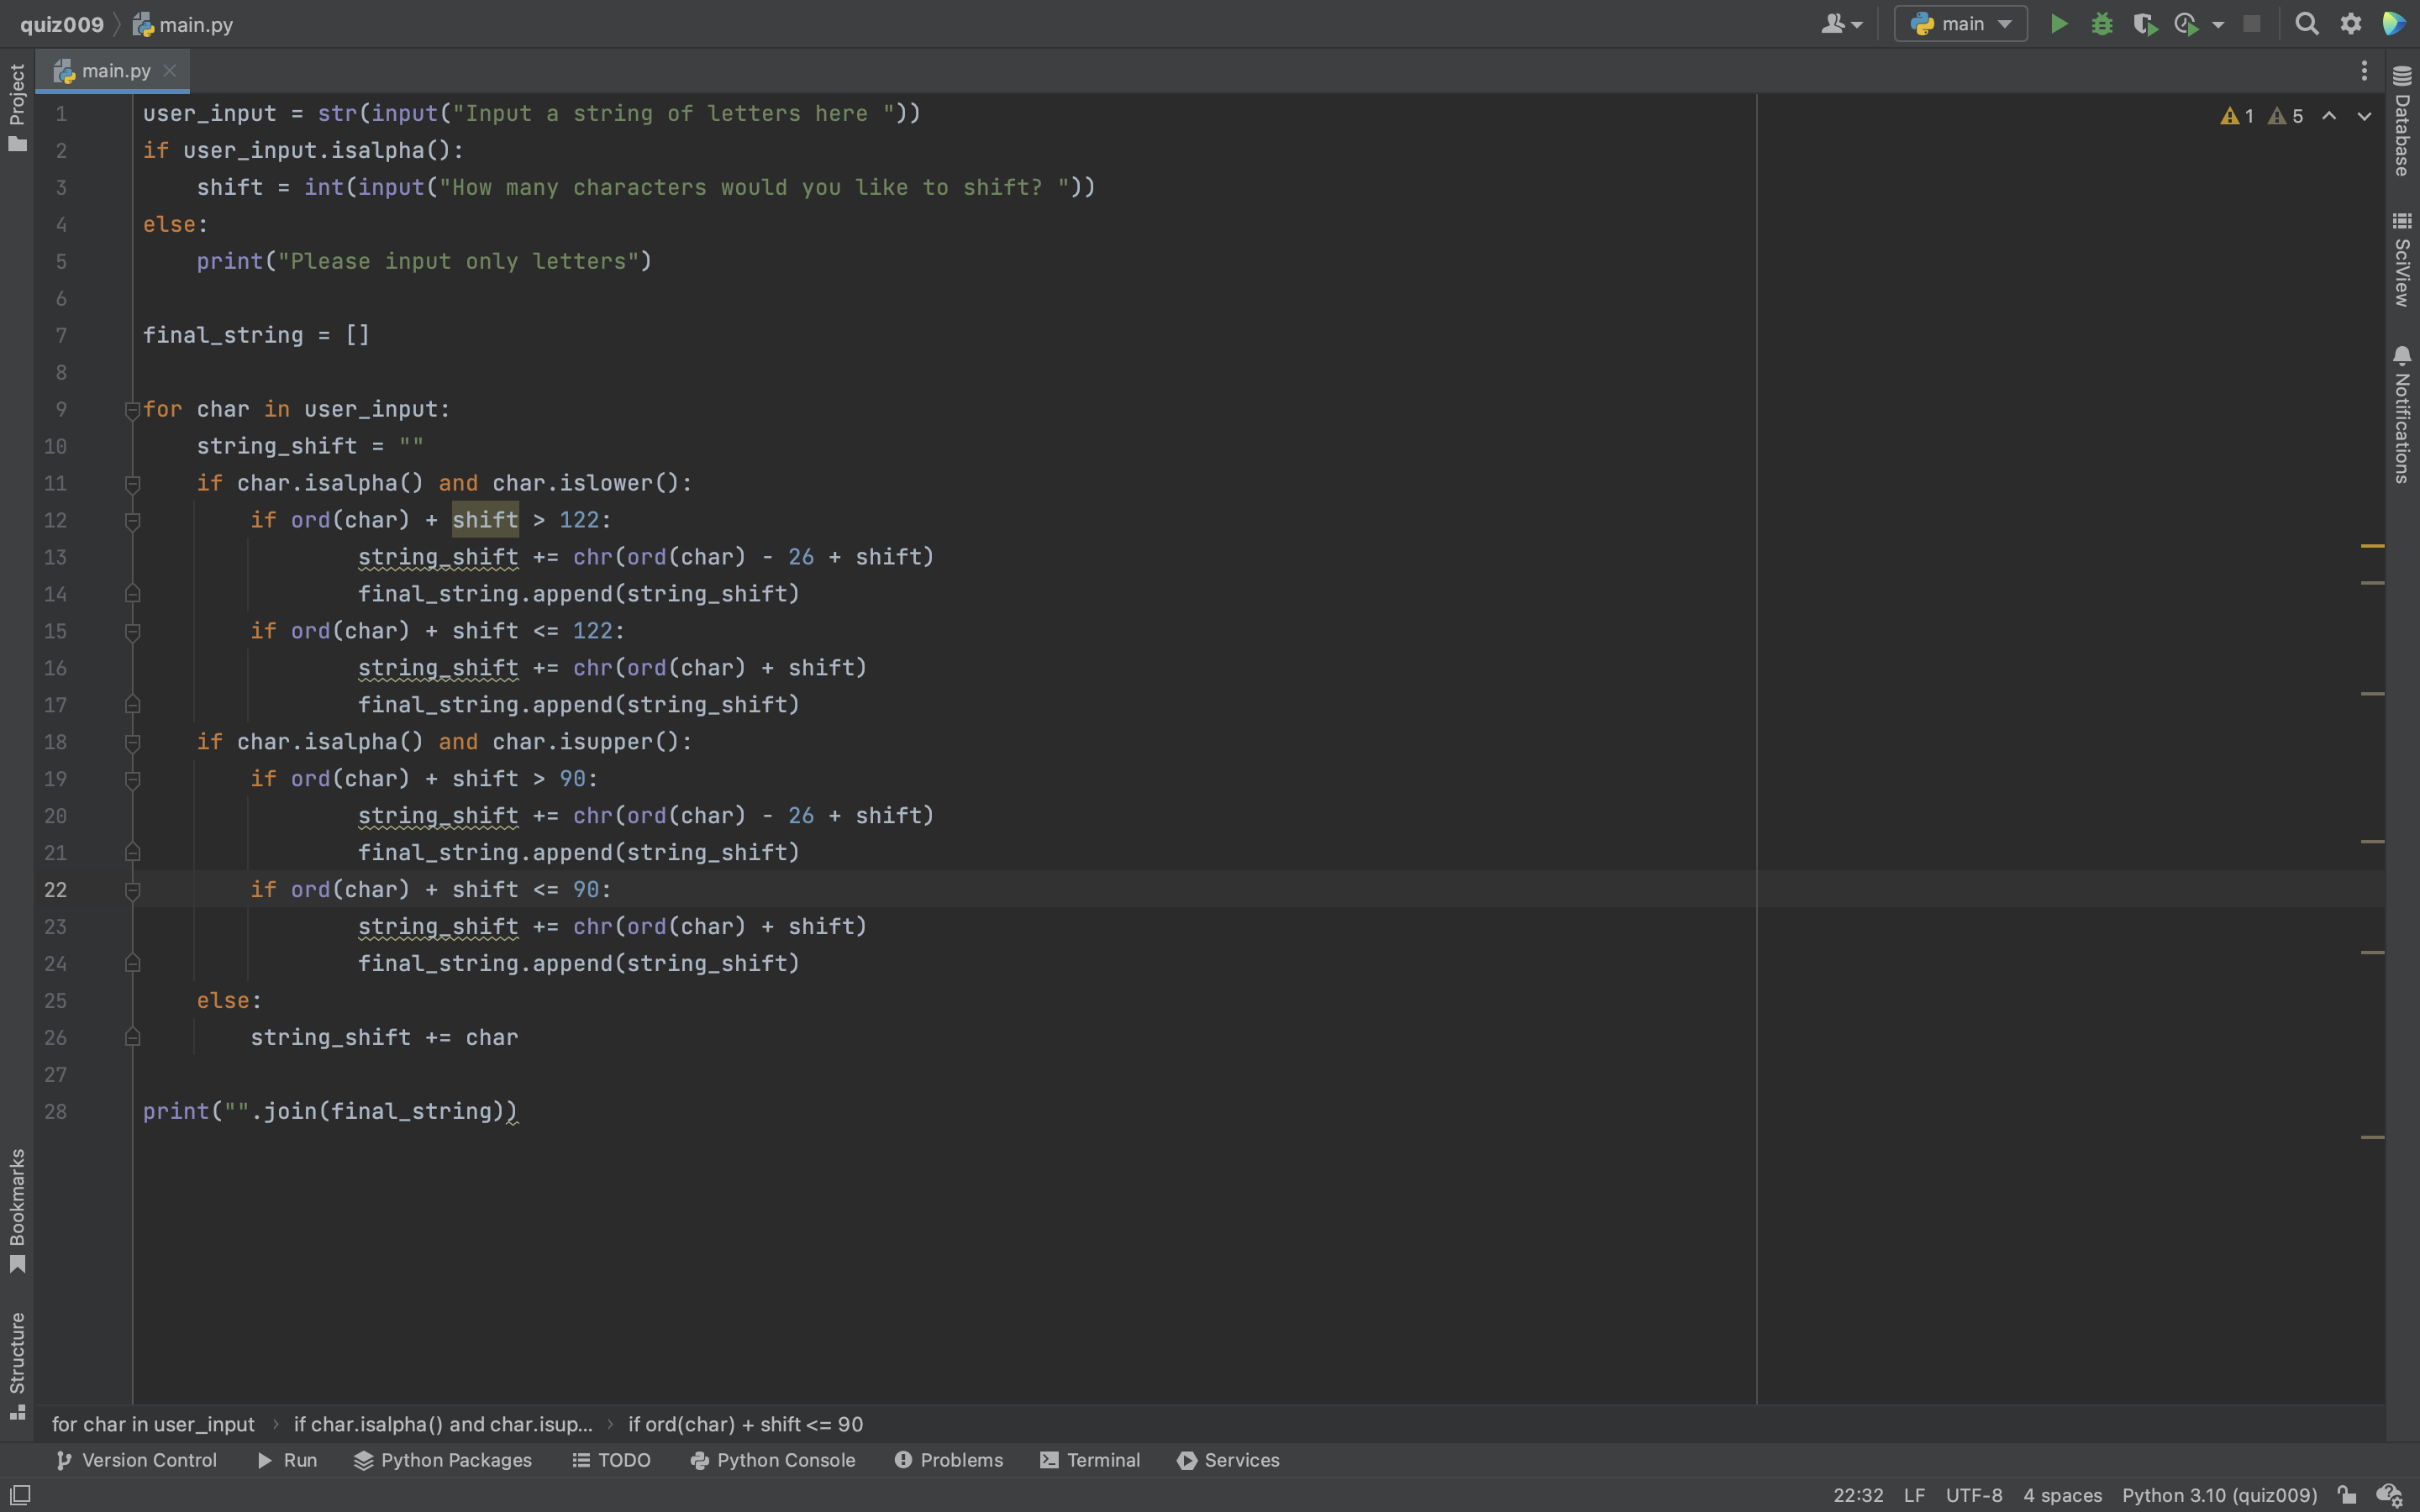 quiz009 main.py
main
main.py
1 5
Project
Database
SciView
Notifications
1 user_input = str(input("Input a string of letters here "))
2 if user_input.isalpha():
3     shift = int(input("How many characters would you like to shift? "))
4 else:
5     print("Please input only letters")
6
7 final_string = []
8
9 for char in user_input:
10     string_shift = ""
11     if char.isalpha() and char.islower():
12         if ord(char) + shift > 122:
13                 string_shift += chr(ord(char) - 26 + shift)
14                 final_string.append(string_shift)
15         if ord(char) + shift <= 122:
16                 string_shift += chr(ord(char) + shift)
17                 final_string.append(string_shift)
18     if char.isalpha() and char.isupper():
19         if ord(char) + shift > 90:
20                 string_shift += chr(ord(char) - 26 + shift)
21                 final_string.append(string_shift)
22         if ord(char) + shift <= 90:
23                 string_shift += chr(ord(char) + shift)
24                 final_string.append(string_shift)
25     else:
26         string_shift += char
27
28 print("".join(final_string))
Bookmarks
Structure
for char in user_input › if char.isalpha() and char.isup... › if ord(char) + shift <= 90
Version Control Run Python Packages TODO Python Console Problems Terminal Services
22:32 LF UTF-8 4 spaces Python 3.10 (quiz009)